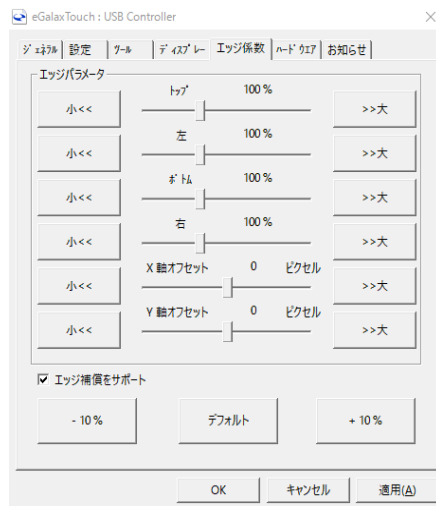 eGalaxTouch : USB Controller
ｼﾞｪﾈﾗﾙ 設定 ﾂｰﾙ ﾃﾞｨｽﾌﾟﾚｰ エッジ係数 ﾊｰﾄﾞｳｪｱ お知らせ
エッジパラメータ
ﾄｯﾌﾟ 100 %
小<< >>大
左 100 %
小<< >>大
ﾎﾞﾄﾑ 100 %
小<< >>大
右 100 %
小<< >>大
X 軸オフセット 0 ピクセル
小<< >>大
Y 軸オフセット 0 ピクセル
小<< >>大
エッジ補償をサポート
- 10 % デフォルト + 10 %
OK キャンセル 適用(A)